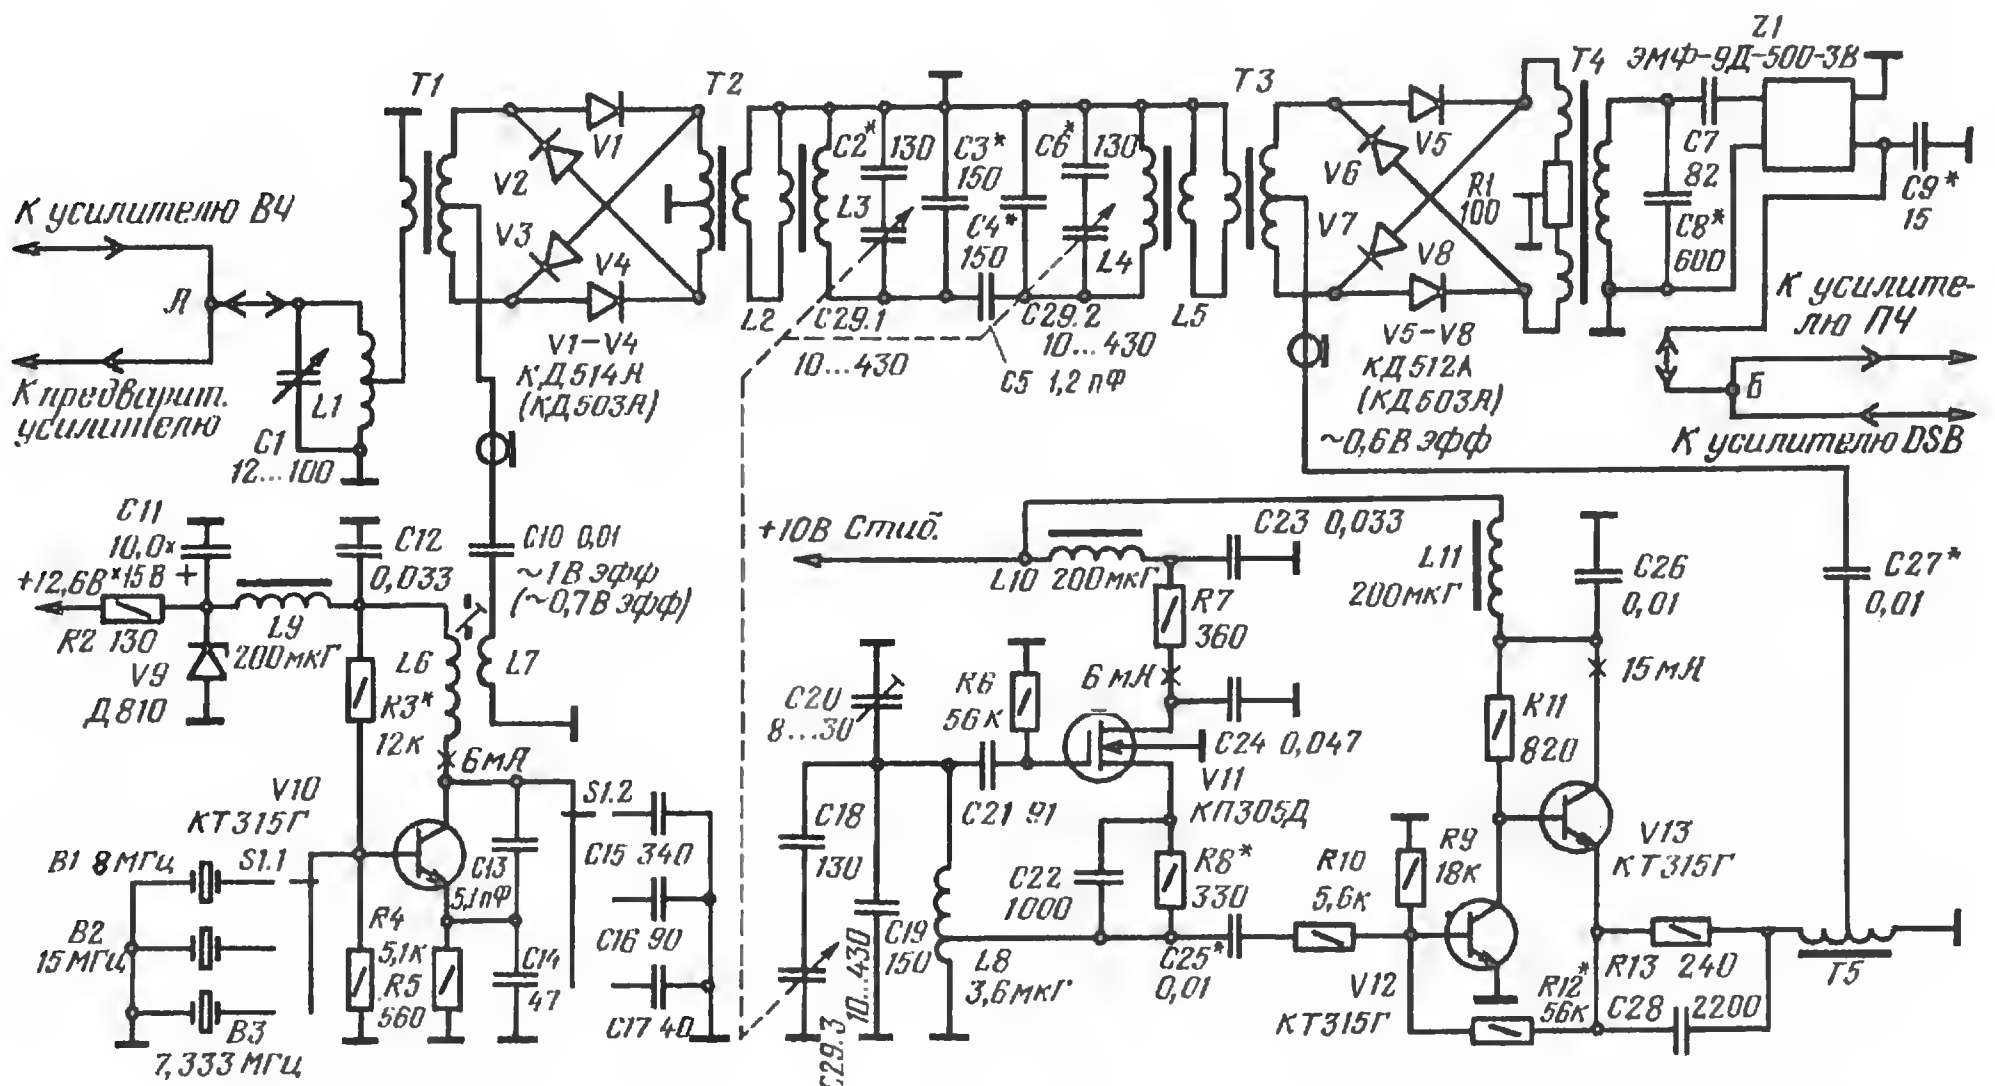 Z1
ЭМФ-9Д-500-3В
T1
T2
T3
T4
V1
V2
V3
V4
C2* 130
C3*
150
C4*
150
C6* 130
L3
L4
V5
V6
V7
V8
R1
100
C7
82
C8*
600
C9*
15
К усилителю ВЧ
А
К предварит.
усилителю
L1
C1
12...100
V1-V4
КД514А
(КД503А)
L2
C29.1
10...430
C5 1,2 пФ
C29.2
10...430
L5
V5-V8
КД512А
(КД603А)
~0,6В эфф
К усилите-
лю ПЧ
Б
К усилителю DSB
C11
10,0×
×15В +
+12,6В
R2 130
V9
Д810
L9
200мкГ
C12
0,033
C10 0,01
~1В эфф
(~0,7В эфф)
L6
L7
R3*
12к
6мА
V10
КТ315Г
B1 8МГц
S1.1
B2
15МГц
B3
7,333МГц
R4
5,1к
R5
560
C13
5,1пФ
C14
47
S1.2
C15 340
C16 90
C17 40
+10В Стаб.
L10 200мкГ
C23 0,033
L11
200мкГ
C26
0,01
C27*
0,01
R7
360
6мА
15мА
C20
8...30
R6
56к
C24 0,047
V11
КП305Д
C21 91
C18
130
C19
150
10...430
C29.3
C22
1000
R8*
330
L8
3,6мкГ
C25*
0,01
R10
5,6к
R9
18к
R11
820
V13
КТ315Г
V12
КТ315Г
R12*
56к
R13 240
C28 2200
T5